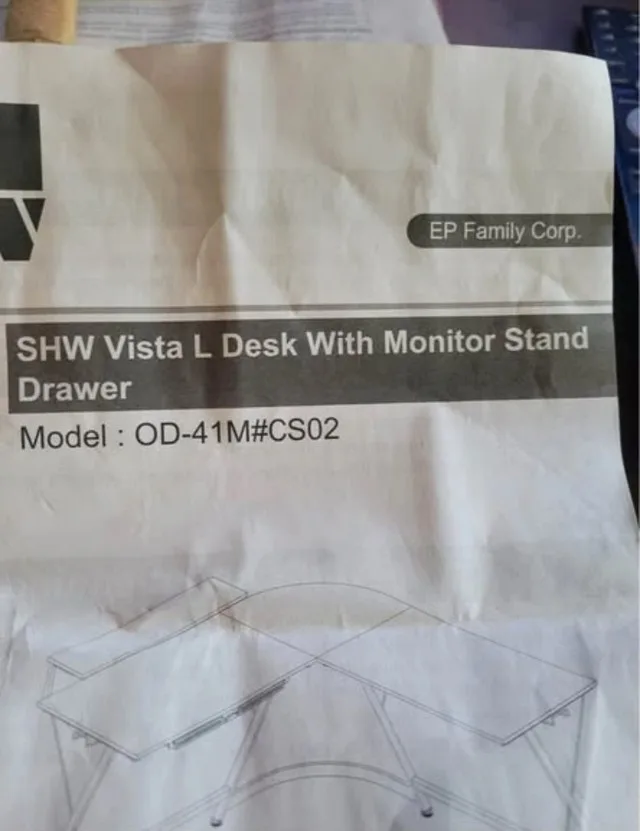 EP Family Corp.
SHW Vista L Desk With Monitor Stand
Drawer
Model : OD-41M#CS02